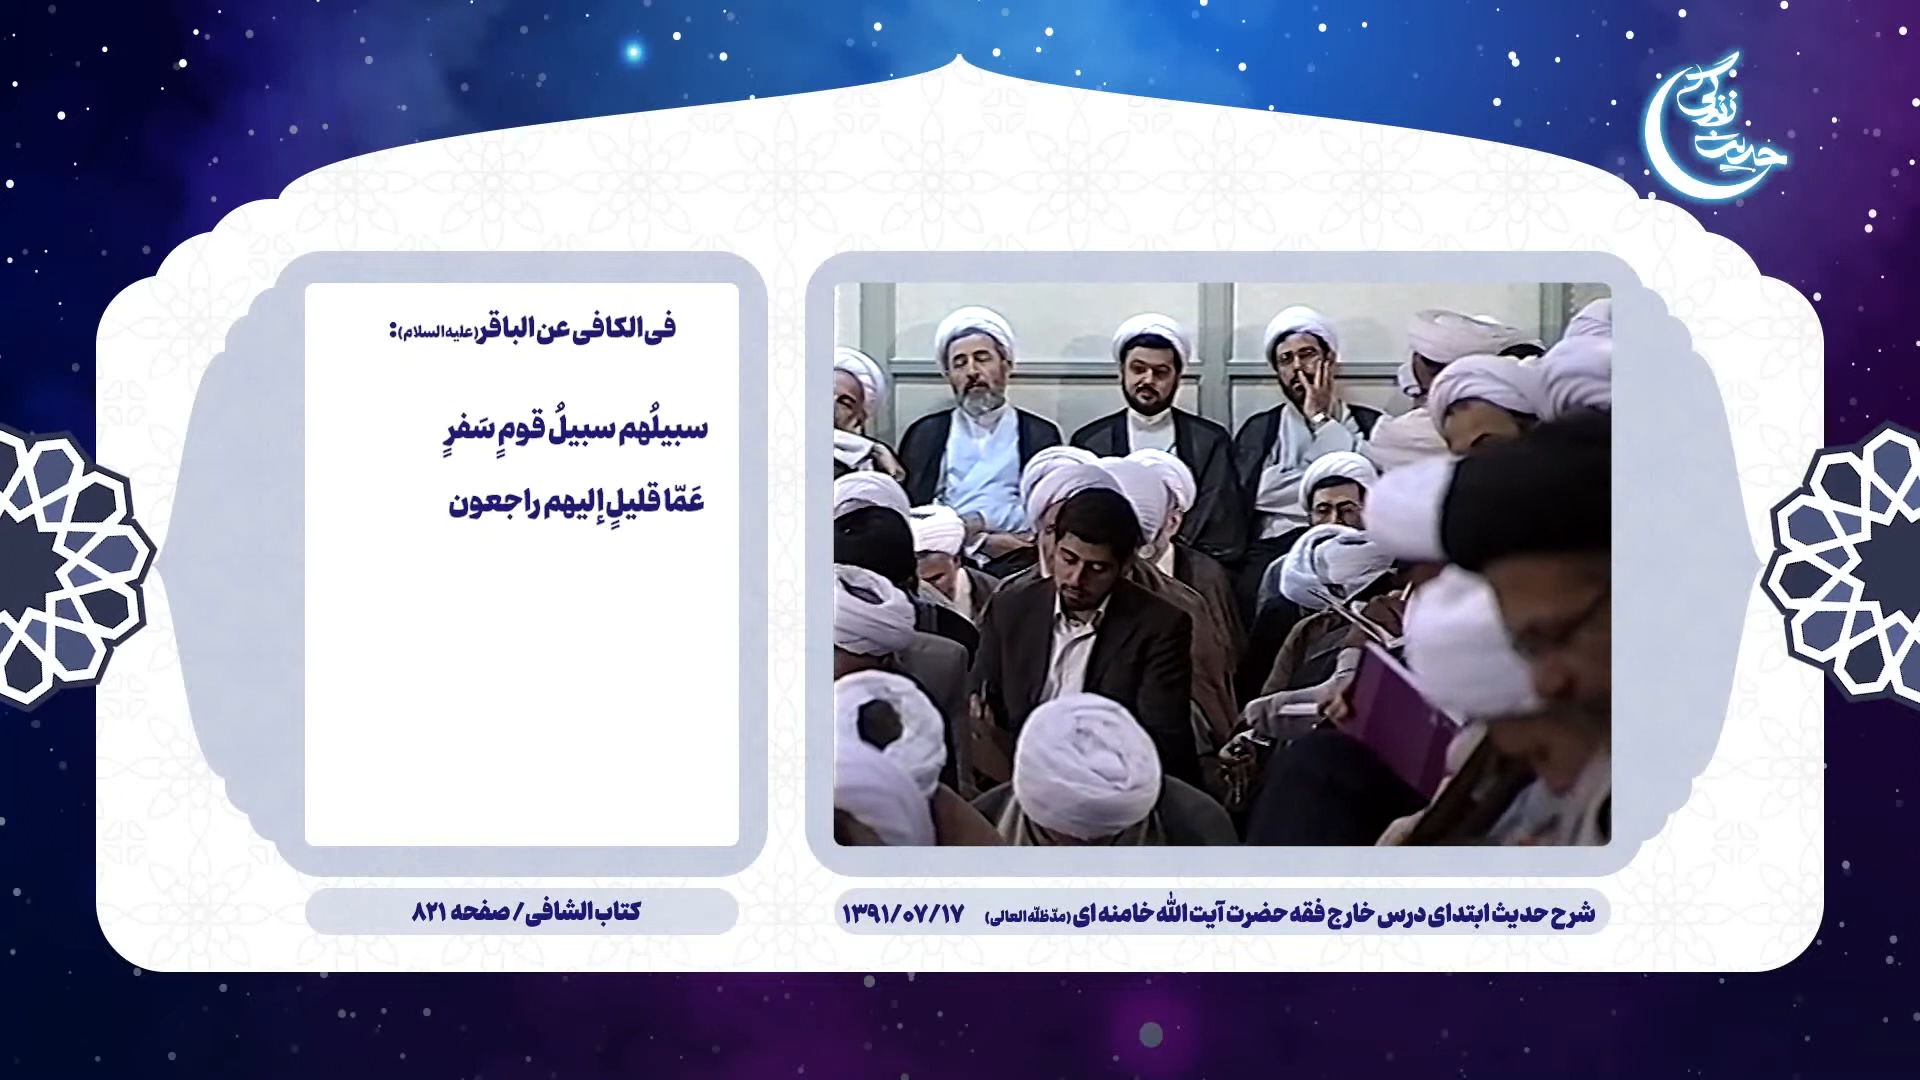 حدیث زندگی
فی الکافی عن الباقر(علیه السلام):
سبیلُهم سبیلُ قومٍ سَفرٍ
عَمّا قلیلٍ إلیهم راجعون
شرح حدیث ابتدای درس خارج فقه حضرت آیت الله خامنه ای (مدّظلّه العالی) ۱۳۹۱/۰۷/۱۷
کتاب الشافی / صفحه ۸۲۱